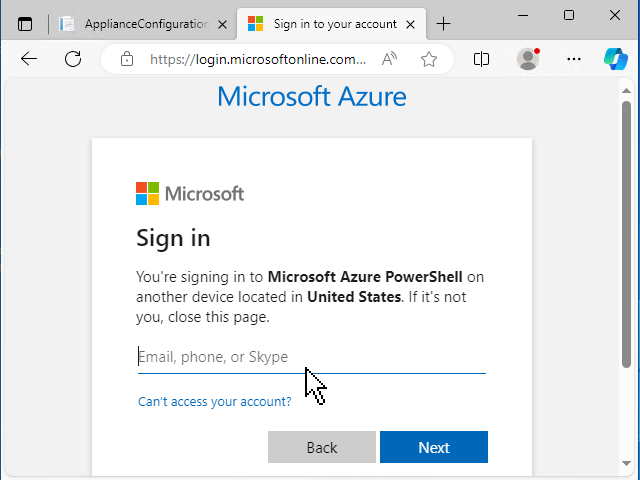 ApplianceConfiguration
Sign in to your account
https://login.microsoftonline.com...
Microsoft Azure
Microsoft
Sign in
You're signing in to Microsoft Azure PowerShell on
another device located in United States. If it's not
you, close this page.
Email, phone, or Skype
Can't access your account?
Back
Next